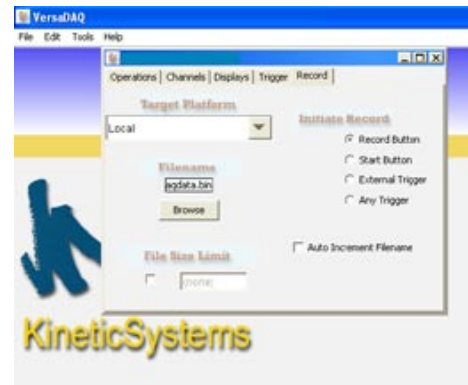 VersaDAQ
File Edit Tools Help
Operations Channels Displays Trigger Record
Target Platform
Local
Filename
aqdata.bin
Browse
File Size Limit
(none)
Initiate Record
Record Button
Start Button
External Trigger
Any Trigger
Auto Increment Filename
KineticSystems